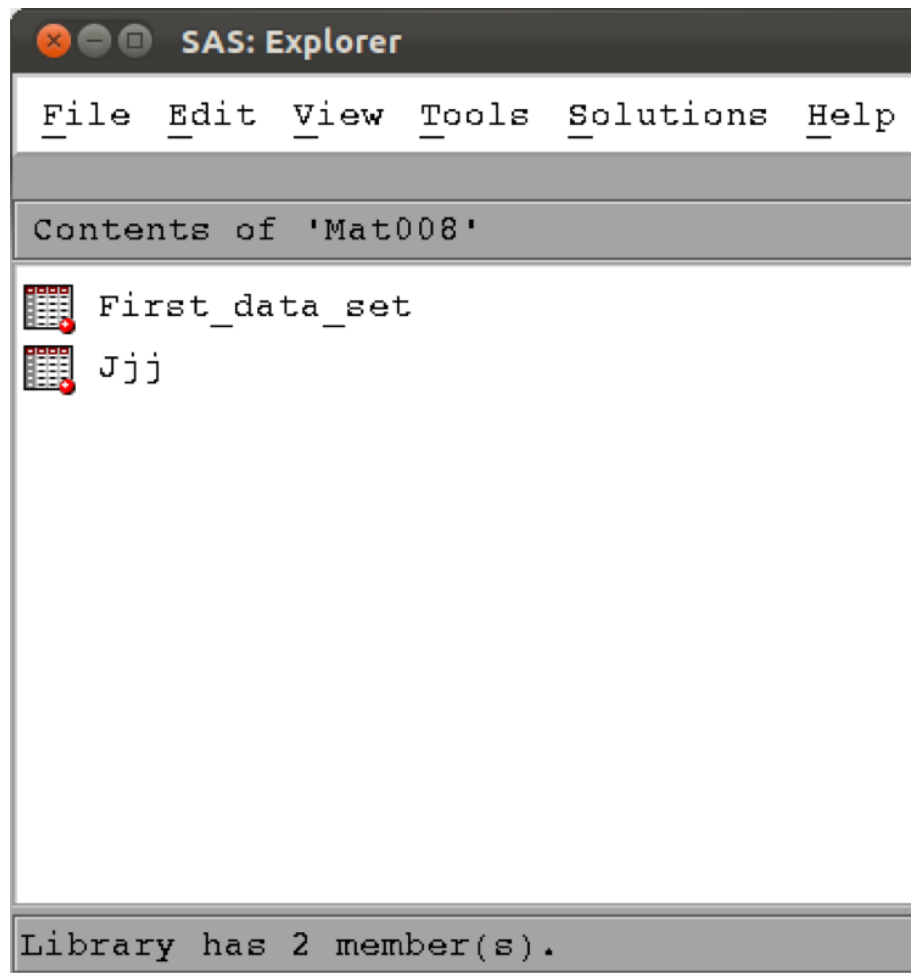 SAS: Explorer
File Edit View Tools Solutions Help
Contents of 'Mat008'
First_data_set
Jjj
Library has 2 member(s).